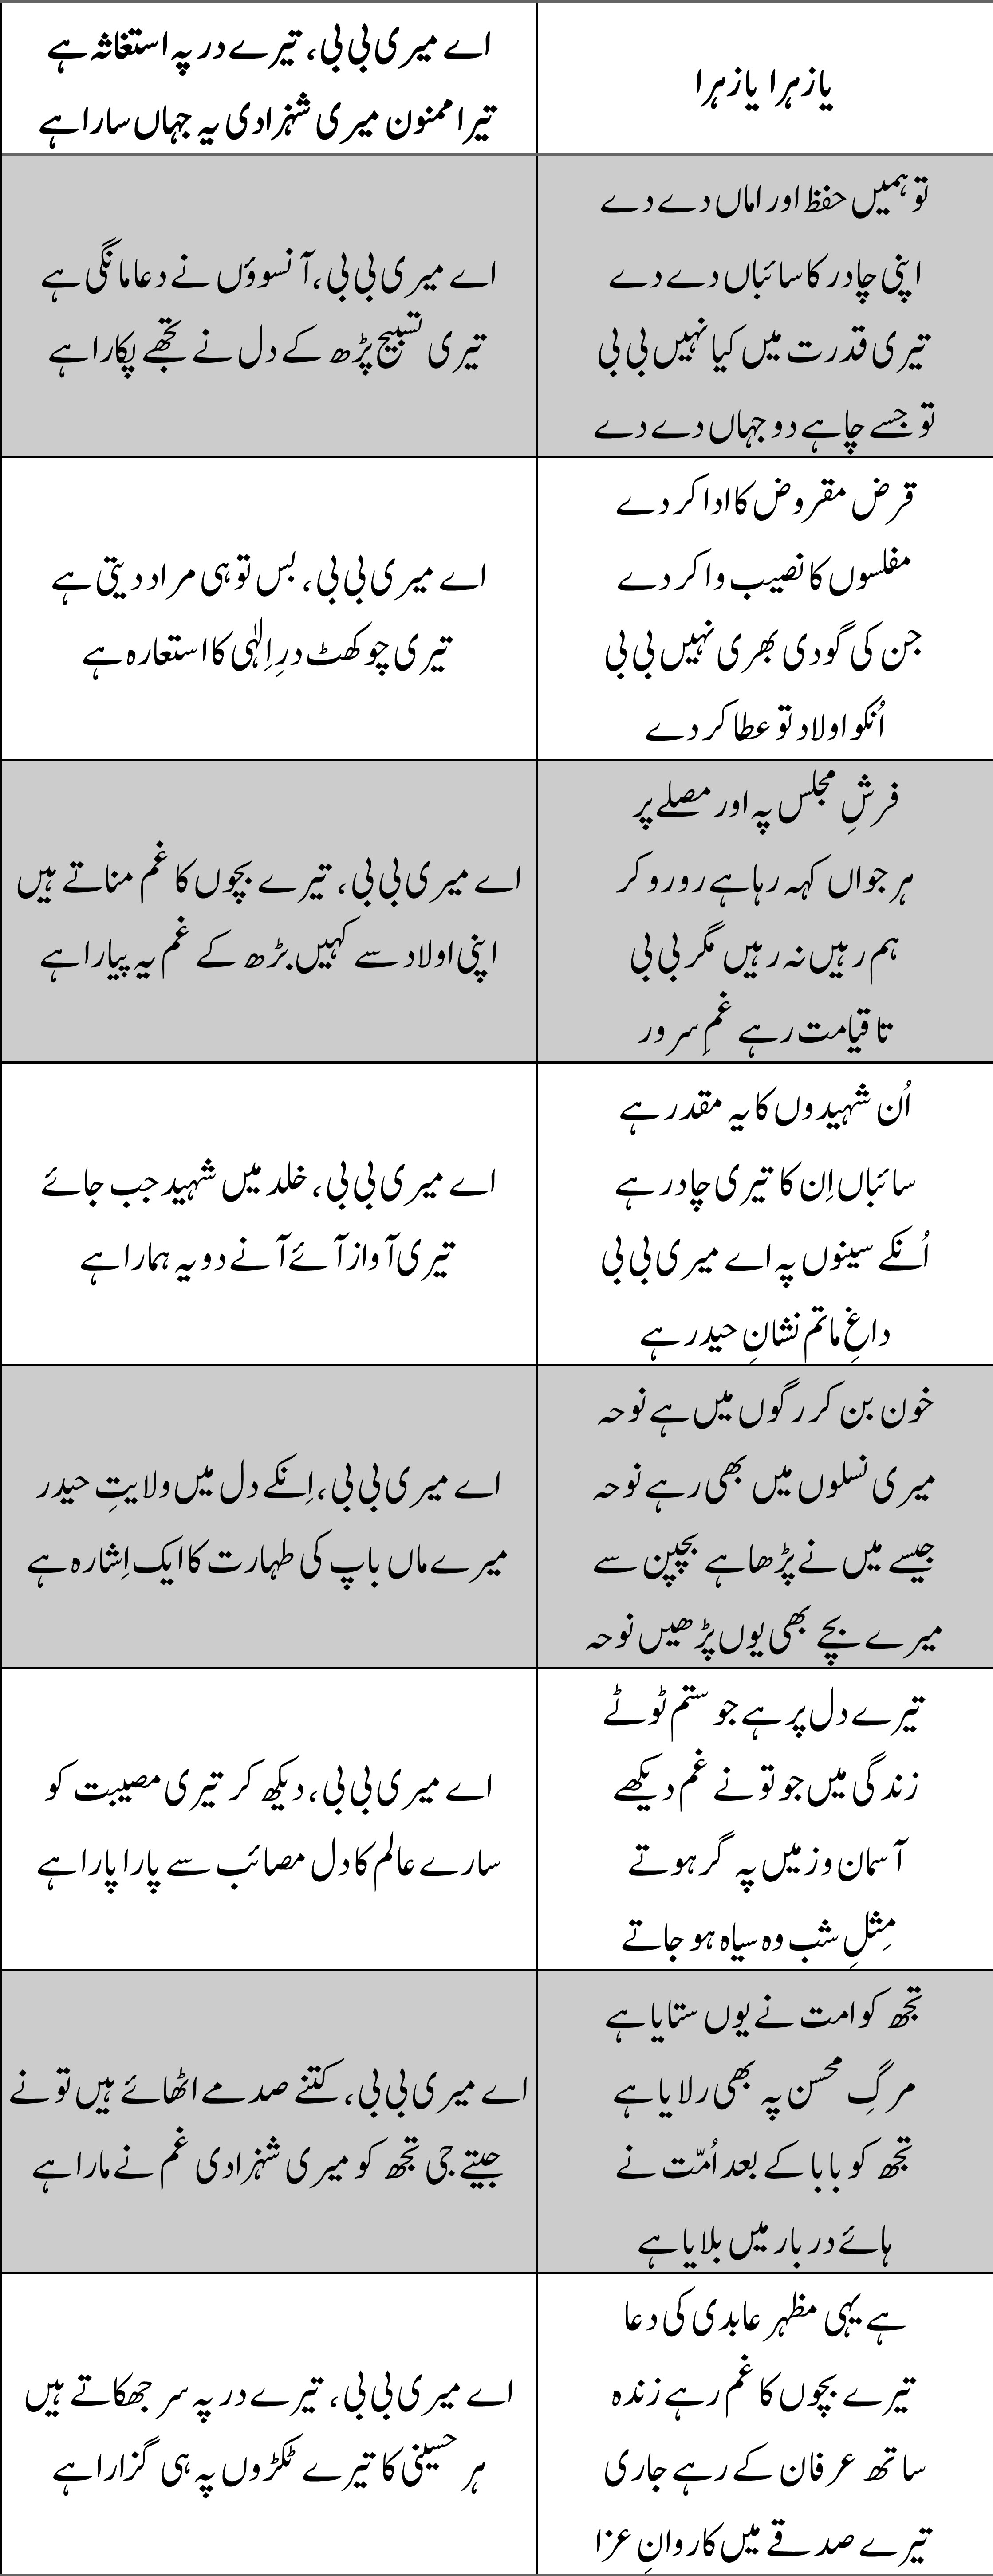 یا زہرا یا زہرا
اے میری بی بی، تیرے در پہ استغاثہ ہے
تیرا ممنون میری شہزادی یہ جہاں سارا ہے
تو ہمیں حفظ اور اماں دے دے
اپنی چادر کا سائباں دے دے
تیری قدرت میں کیا نہیں بی بی
تو جسے چاہے دو جہاں دے دے
اے میری بی بی، آنسوؤں نے دعا مانگی ہے
تیری تسبیح پڑھ کے دل نے تجھے پکارا ہے
قرض مقروض کا ادا کر دے
مفلسوں کا نصیب وا کر دے
جن کی گودی بھری نہیں بی بی
اُنکو اولاد تو عطا کر دے
اے میری بی بی، بس تو ہی مراد دیتی ہے
تیری چوکھٹ درِ اِلٰہی کا استعارہ ہے
فرشِ مجلس پہ اور مصلے پر
ہر جواں کہہ رہا ہے رو رو کر
ہم رہیں نہ رہیں مگر بی بی
تا قیامت رہے غمِ سرور
اے میری بی بی، تیرے بچوں کا غم مناتے ہیں
اپنی اولاد سے کہیں بڑھ کے غم یہ پیارا ہے
اُن شہیدوں کا یہ مقدر ہے
سائباں اِن کا تیری چادر ہے
اُنکے سینوں پہ اے میری بی بی
داغِ ماتم نشانِ حیدر ہے
اے میری بی بی، خلد میں شہید جب جائے
تیری آواز آئے آنے دو یہ ہمارا ہے
خون بن کر رگوں میں ہے نوحہ
میری نسلوں میں بھی رہے نوحہ
جیسے میں نے پڑھا ہے بچپن سے
میرے بچے بھی یوں پڑھیں نوحہ
اے میری بی بی، اِنکے دل میں ولایتِ حیدر
میرے ماں باپ کی طہارت کا ایک اِشارہ ہے
تیرے دل پر ہے جو ستم ٹوٹے
زندگی میں جو تو نے غم دیکھے
آسمان و زمیں پہ گر ہوتے
مِثلِ شب وہ سیاہ ہو جاتے
اے میری بی بی، دیکھ کر تیری مصیبت کو
سارے عالم کا دل مصائب سے پارا پارا ہے
تجھ کو امت نے یوں ستایا ہے
مرگِ محسن پہ بھی رلایا ہے
تجھ کو بابا کے بعد اُمّت نے
ہائے دربار میں بلایا ہے
اے میری بی بی، کتنے صدمے اٹھائے ہیں تو نے
جیتے جی تجھ کو میری شہزادی غم نے مارا ہے
ہے یہی مظہر عابدی کی دعا
تیرے بچوں کا غم رہے زندہ
ساتھ عرفان کے رہے جاری
تیرے صدقے میں کاروانِ عزا
اے میری بی بی، تیرے در پہ سر جھکاتے ہیں
ہر حسینی کا تیرے ٹکڑوں پہ ہی گزارا ہے